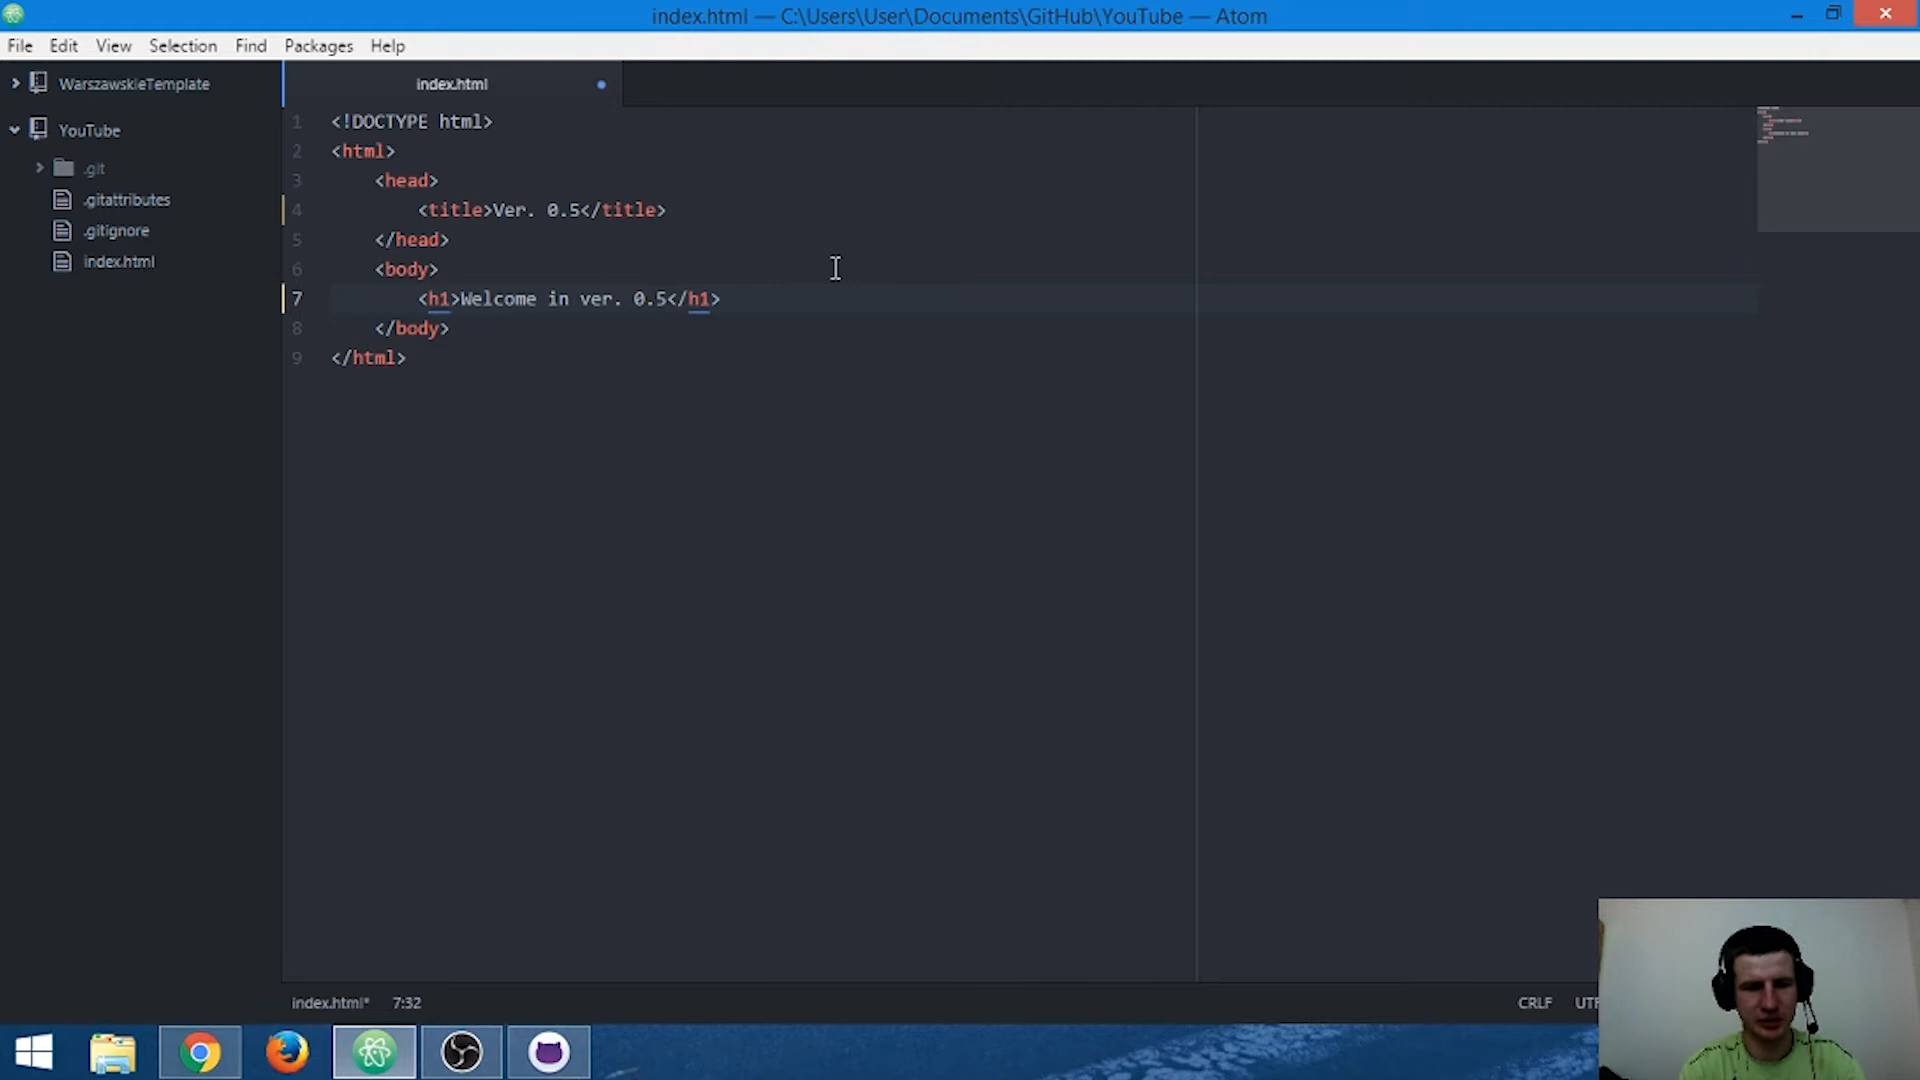 index.html — C:\Users\User\Documents\GitHub\YouTube — Atom
File Edit View Selection Find Packages Help
WarszawskieTemplate
YouTube
.git
.gitattributes
.gitignore
index.html
index.html
1 <!DOCTYPE html>
2 <html>
3 <head>
4 <title>Ver. 0.5</title>
5 </head>
6 <body>
7 <h1>Welcome in ver. 0.5</h1>
8 </body>
9 </html>
index.html* 7:32 CRLF UTF